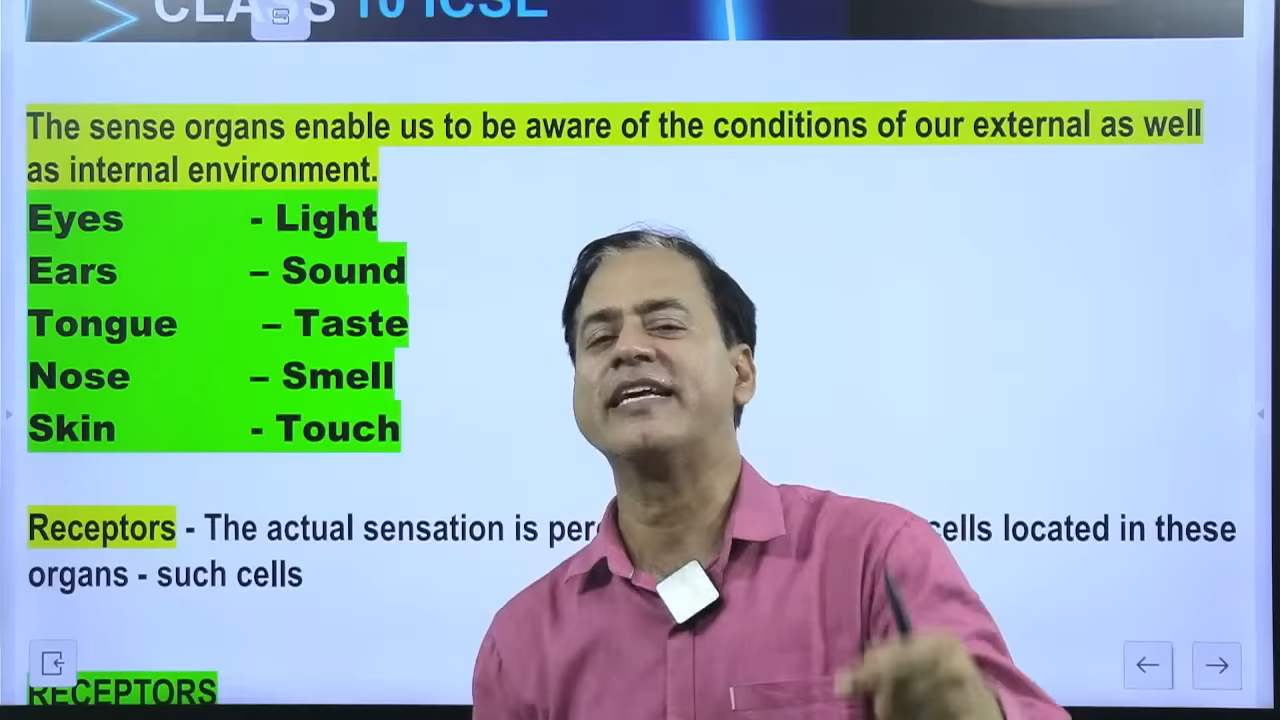 CLASS 10 ICSE
The sense organs enable us to be aware of the conditions of our external as well
as internal environment.
Eyes - Light
Ears – Sound
Tongue – Taste
Nose – Smell
Skin - Touch
Receptors - The actual sensation is cells located in these
organs - such cells
RECEPTORS